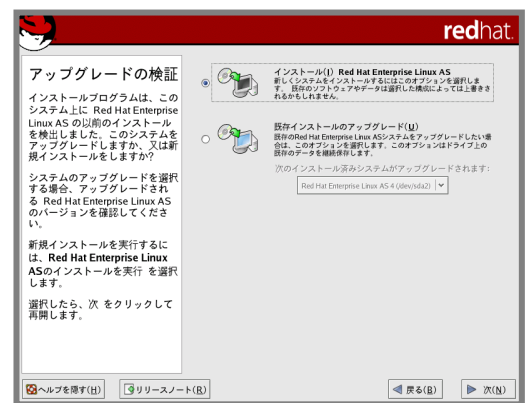 redhat.
アップグレードの検証
インストールプログラムは、この
システム上に Red Hat Enterprise
Linux AS の以前のインストール
を検出しました。このシステムを
アップグレードしますか、又は新
規インストールをしますか?
システムのアップグレードを選択
する場合、アップグレードされ
る Red Hat Enterprise Linux AS
のバージョンを確認してくださ
い。
新規インストールを実行するに
は、Red Hat Enterprise Linux
ASのインストールを実行 を選択
します。
選択したら、次 をクリックして
再開します。
インストール(I) Red Hat Enterprise Linux AS
新しくシステムをインストールするにはこのオプションを選択しま
す。 既存のソフトウェアやデータは選択した構成によっては上書きさ
れるかもしれません。
既存インストールのアップグレード(U)
既存のRed Hat Enterprise Linux ASシステムをアップグレードしたい場
合は、このオプションを選択します。このオプションはドライブ上の
既存のデータを継続保存します。
次のインストール済みシステムがアップグレードされます:
Red Hat Enterprise Linux AS 4 (/dev/sda2)
ヘルプを隠す(H)
リリースノート(R)
戻る(B)
次(N)